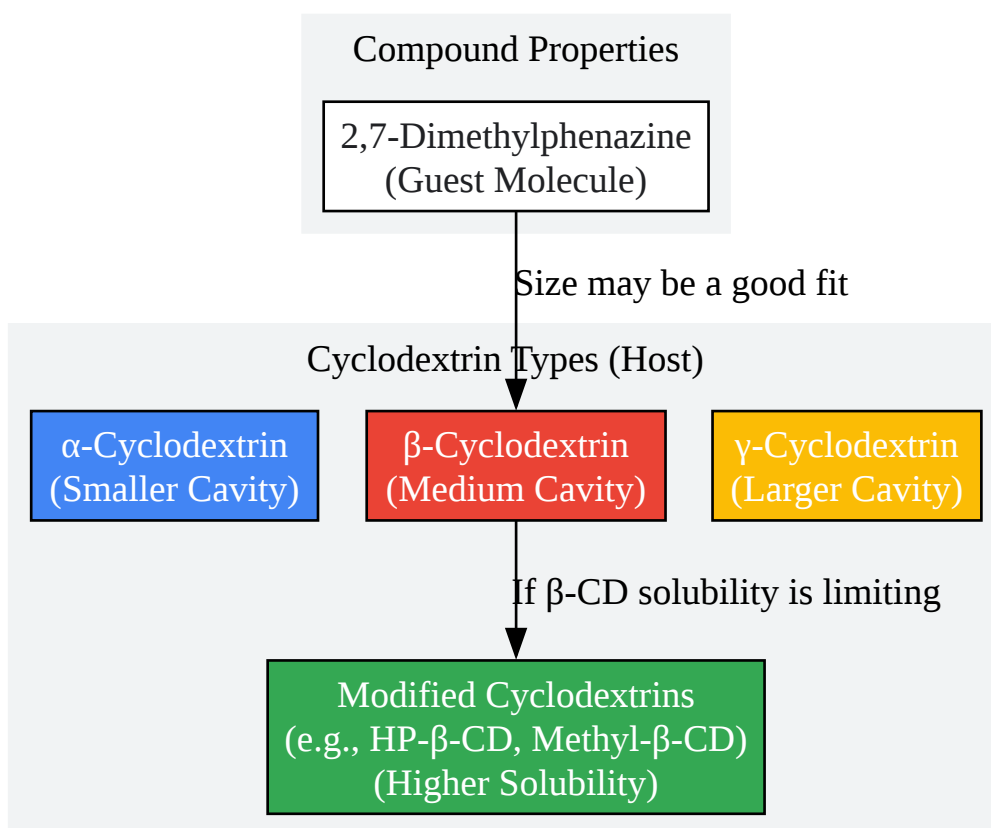 Compound Properties
2,7-Dimethylphenazine
(Guest Molecule)
Size may be a good fit
Cyclodextrin Types (Host)
α-Cyclodextrin
(Smaller Cavity)
β-Cyclodextrin
(Medium Cavity)
γ-Cyclodextrin
(Larger Cavity)
If β-CD solubility is limiting
Modified Cyclodextrins
(e.g., HP-β-CD, Methyl-β-CD)
(Higher Solubility)